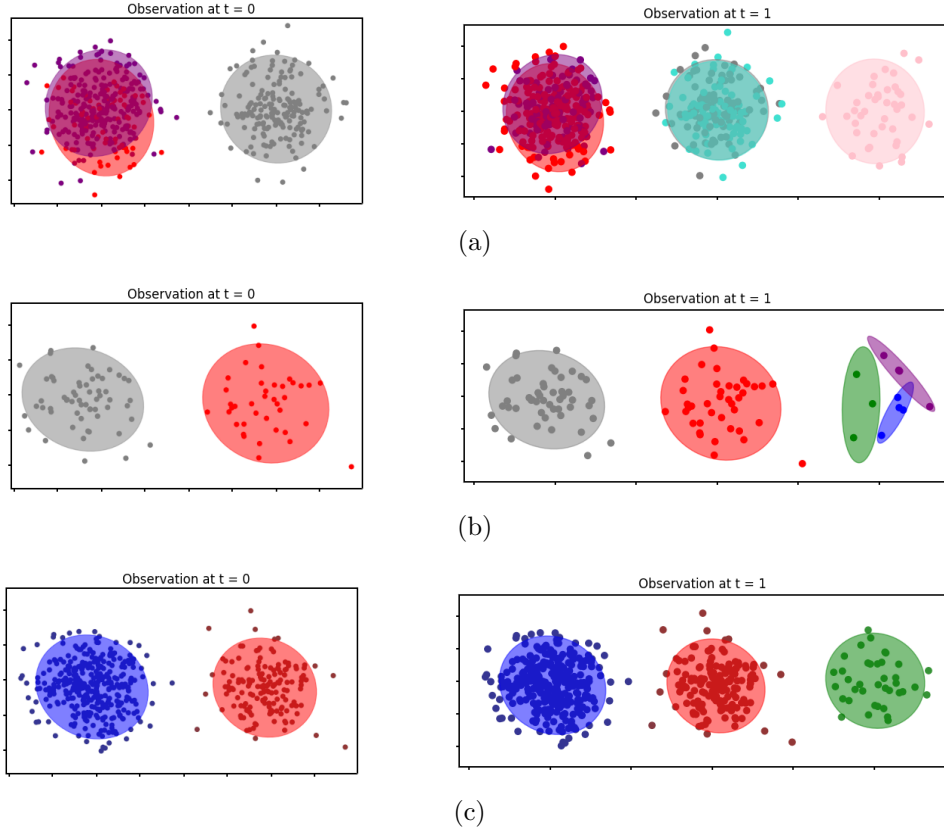 Observation at t = 0
Observation at t = 1
(a)
Observation at t = 0
Observation at t = 1
(b)
Observation at t = 0
Observation at t = 1
(c)